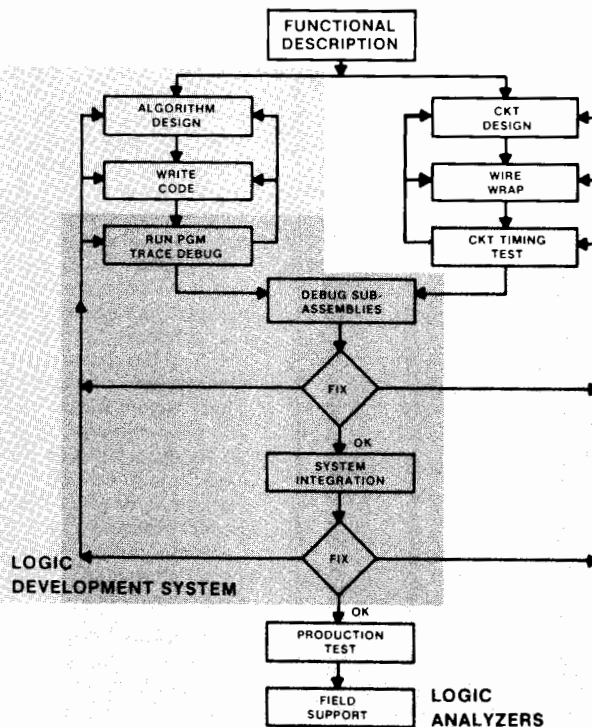 FUNCTIONAL
DESCRIPTION
ALGORITHM
DESIGN
CKT
DESIGN
WRITE
CODE
WIRE
WRAP
RUN PGM
TRACE DEBUG
CKT TIMING
TEST
DEBUG SUB-
ASSEMBLIES
FIX
OK
SYSTEM
INTEGRATION
FIX
LOGIC
DEVELOPMENT SYSTEM
OK
PRODUCTION
TEST
FIELD
SUPPORT
LOGIC
ANALYZERS